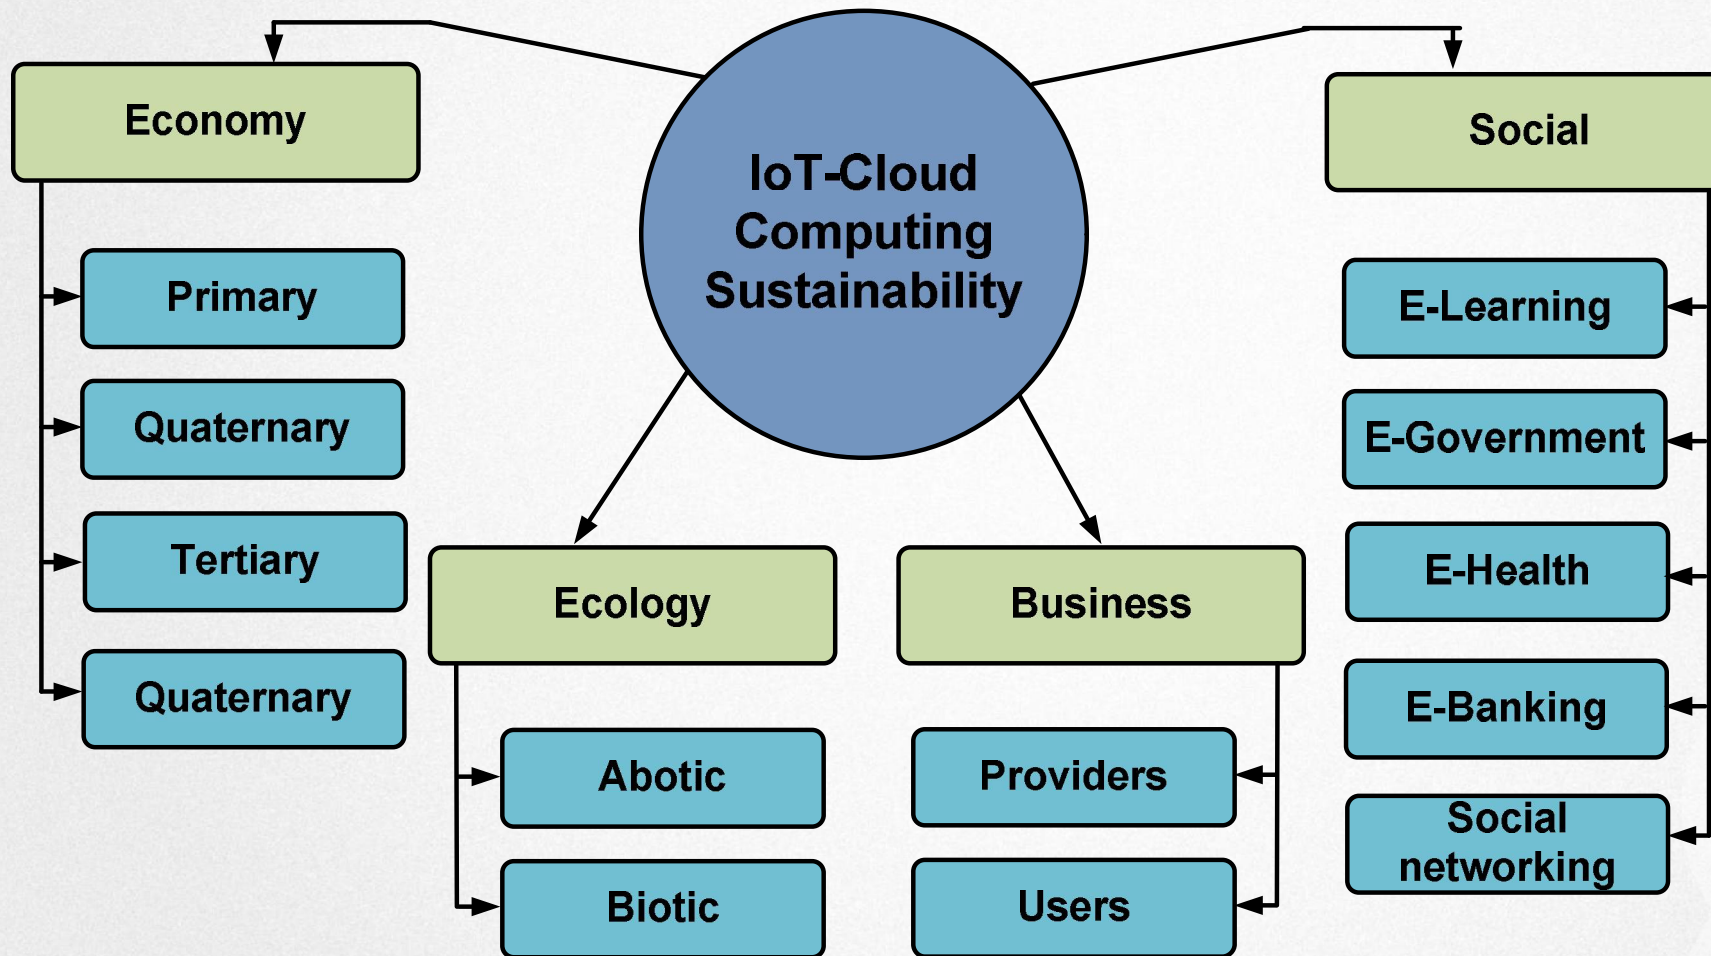 IoT-Cloud
Computing
Sustainability
Economy
Primary
Quaternary
Tertiary
Quaternary
Ecology
Abotic
Biotic
Business
Providers
Users
Social
E-Learning
E-Government
E-Health
E-Banking
Social
networking